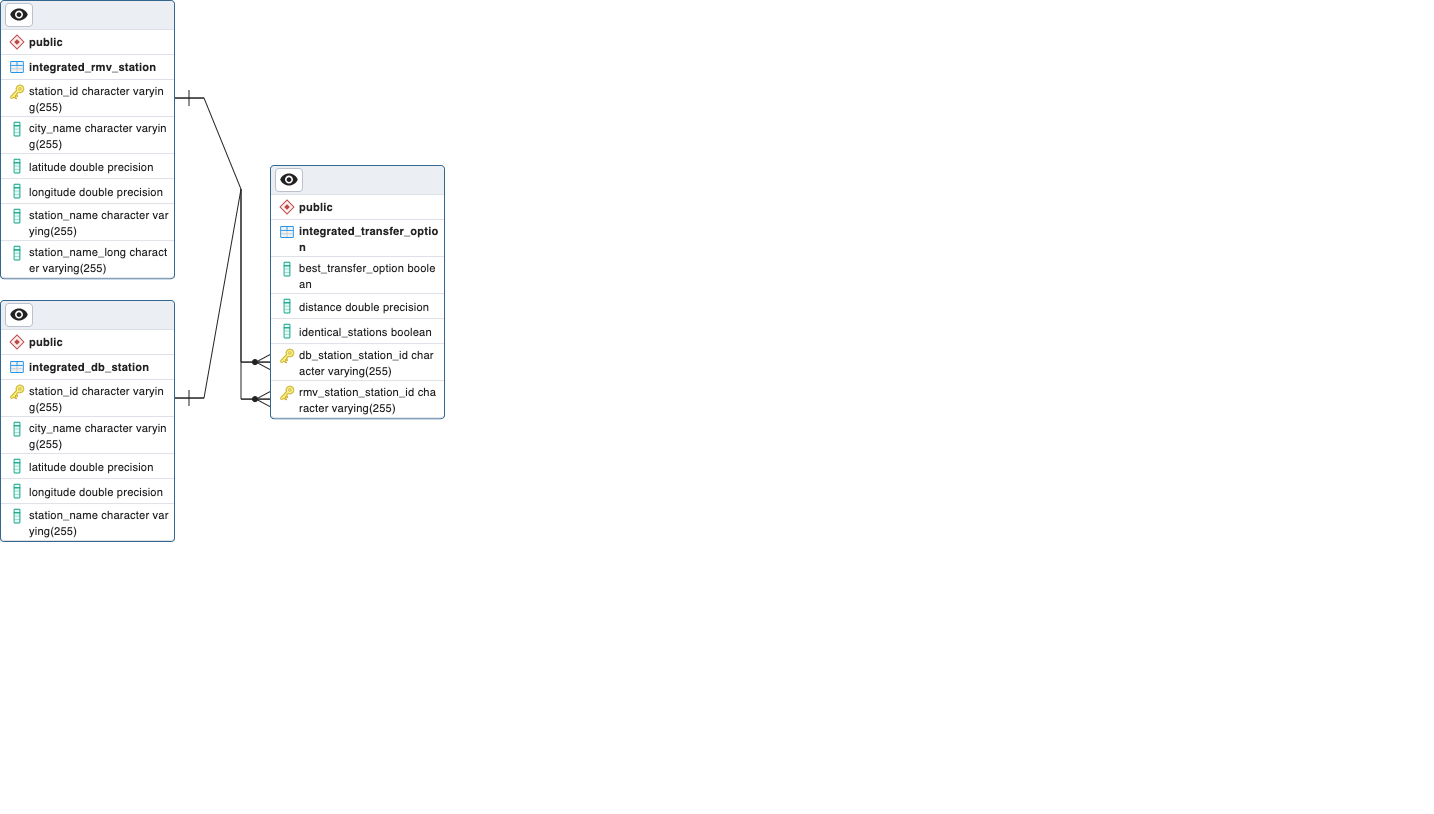 public
integrated_rmv_station
station_id character varyin
g(255)
city_name character varyin
g(255)
latitude double precision
longitude double precision
station_name character var
ying(255)
station_name_long charact
er varying(255)
public
integrated_db_station
station_id character varyin
g(255)
city_name character varyin
g(255)
latitude double precision
longitude double precision
station_name character var
ying(255)
public
integrated_transfer_optio
n
best_transfer_option boole
an
distance double precision
identical_stations boolean
db_station_station_id char
acter varying(255)
rmv_station_station_id cha
racter varying(255)